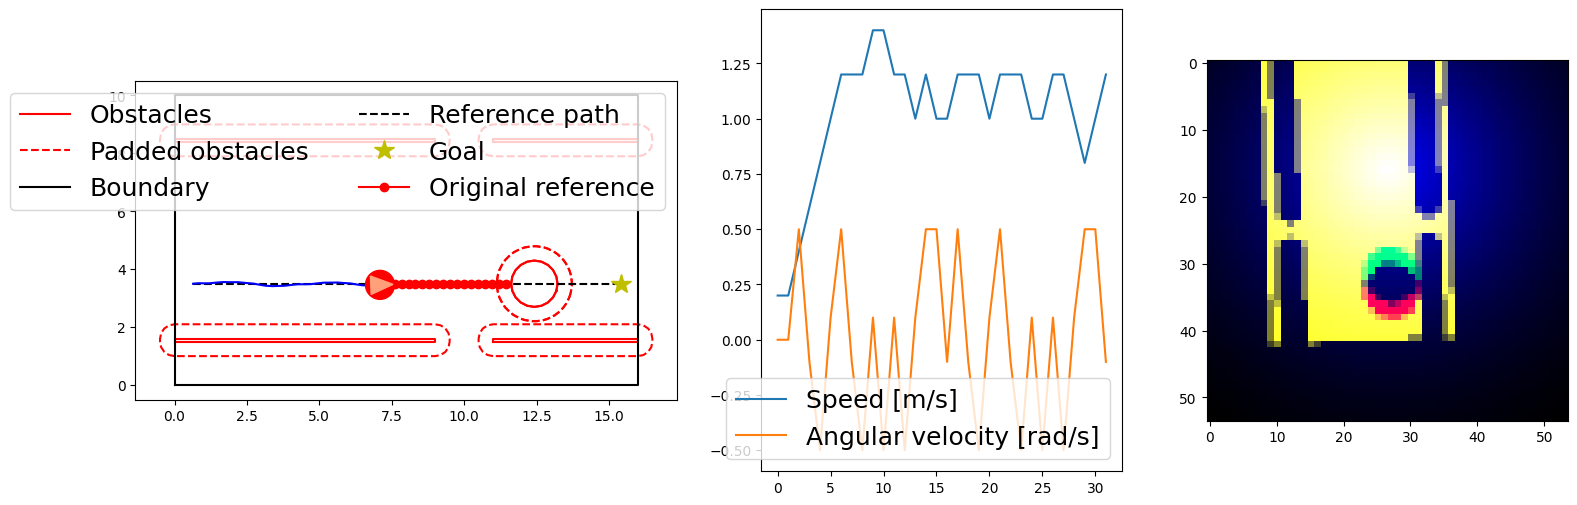 10
Obstacles
Reference path
Padded obstacles
Goal
Boundary
Original reference
6
4
2
0
0.0 2.5 5.0 7.5 10.0 12.5 15.0
1.25
1.00
0.75
0.50
0.25
0.00
−0.25
−0.50
Speed [m/s]
Angular velocity [rad/s]
0 5 10 15 20 25 30
0
10
20
30
40
50
0 10 20 30 40 50